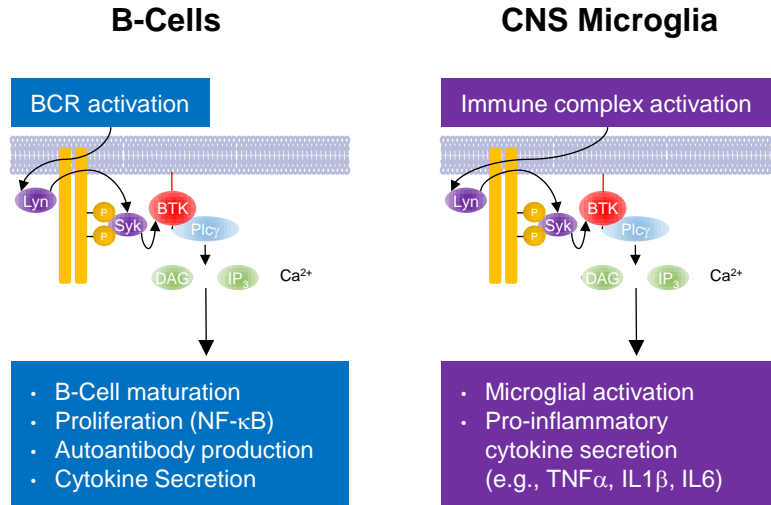 B-Cells
BCR activation
Lyn
P
P
Syk
BTK
Plcγ
DAG
IP₃
Ca²⁺
• B-Cell maturation
• Proliferation (NF-κB)
• Autoantibody production
• Cytokine Secretion
CNS Microglia
Immune complex activation
Lyn
P
P
Syk
BTK
Plcγ
DAG
IP₃
Ca²⁺
• Microglial activation
• Pro-inflammatory
cytokine secretion
(e.g., TNFα, IL1β, IL6)